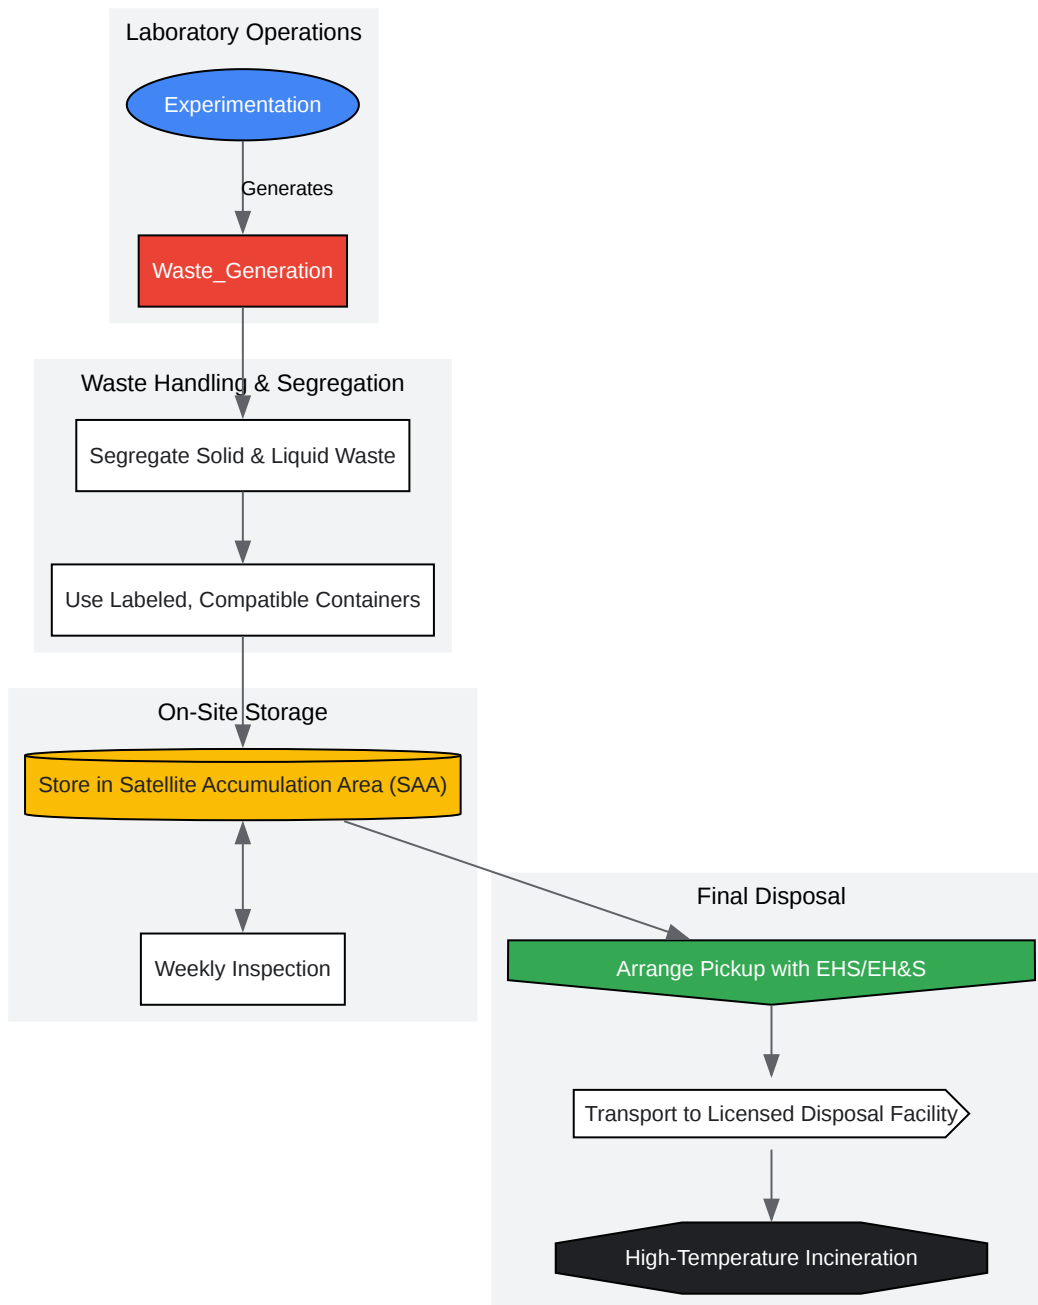 Laboratory Operations
Experimentation
Generates
Waste_Generation
Waste Handling & Segregation
Segregate Solid & Liquid Waste
Use Labeled, Compatible Containers
On-Site Storage
Store in Satellite Accumulation Area (SAA)
Weekly Inspection
Final Disposal
Arrange Pickup with EHS/EH&S
Transport to Licensed Disposal Facility
High-Temperature Incineration